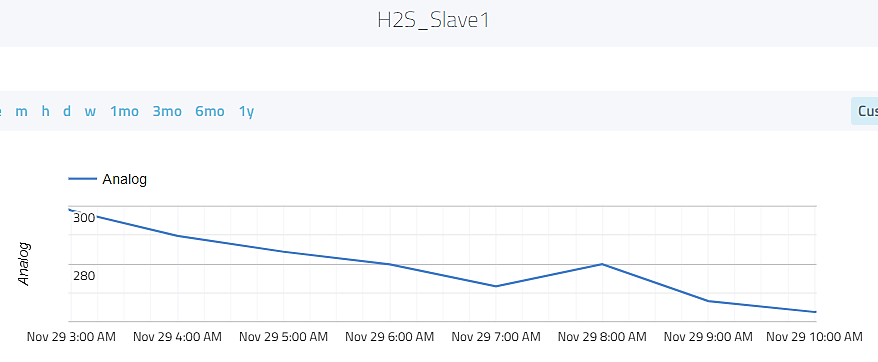 H2S_Slave1
m h d w 1mo 3mo 6mo 1y
Analog
300
Analog
280
Nov 29 3:00 AM Nov 29 4:00 AM Nov 29 5:00 AM Nov 29 6:00 AM Nov 29 7:00 AM Nov 29 8:00 AM Nov 29 9:00 AM Nov 29 10:00 AM